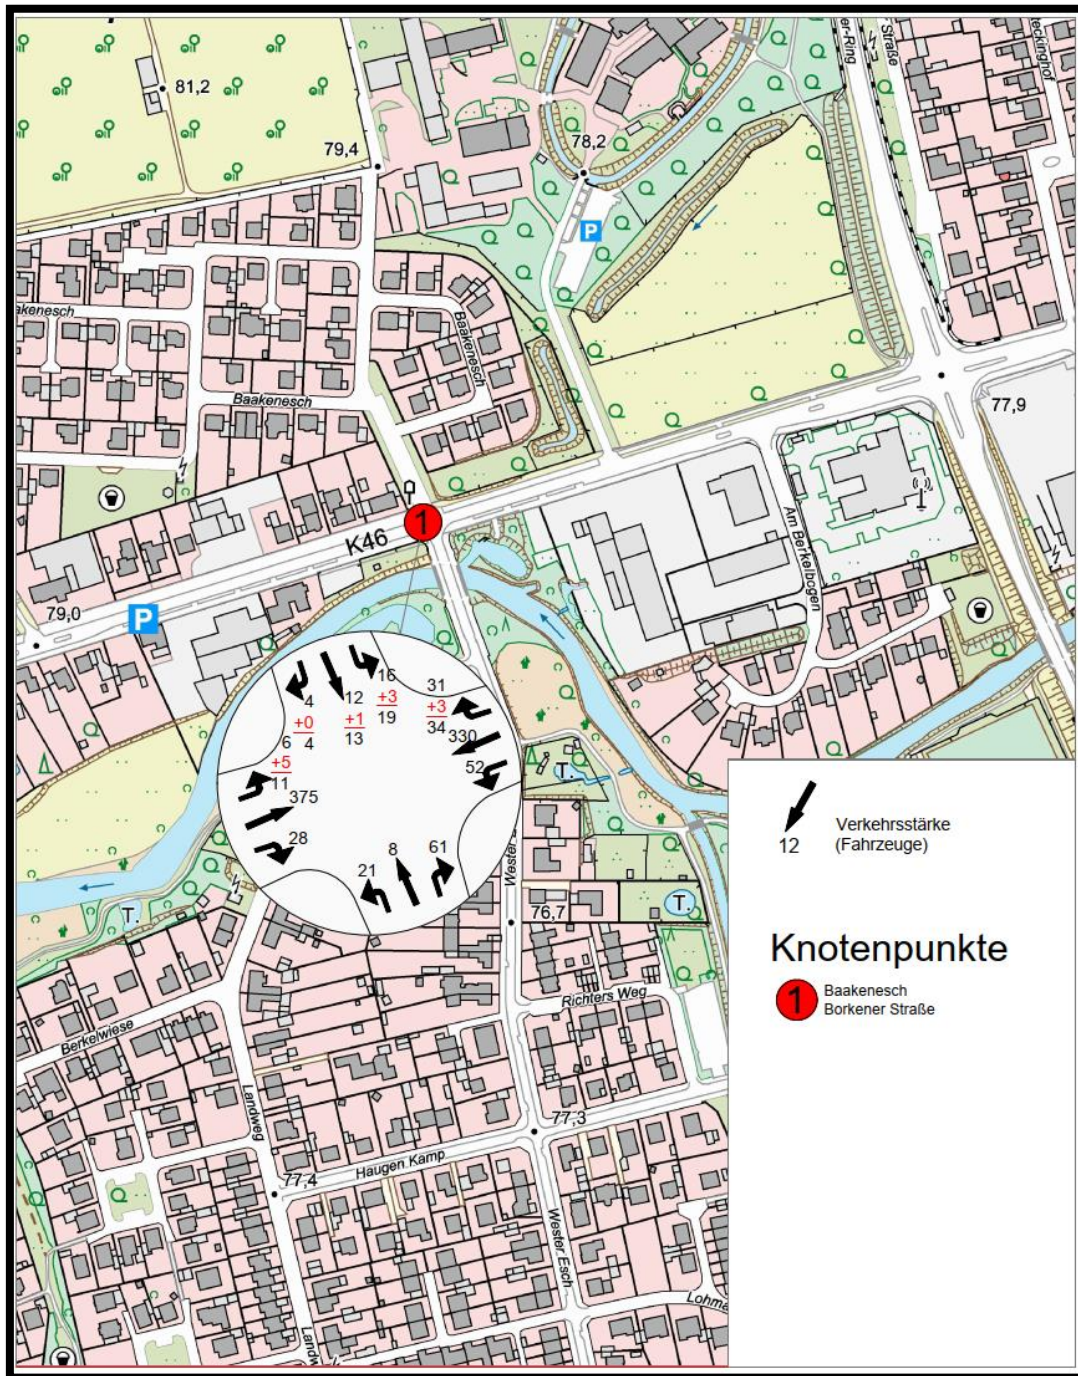 81,2
79,4
78,2
P
er-Ring
Straße
eckinghof
akenesch
Baakenesch
Baakenesch
77,9
1
K46
Am Berkelbogen
79,0
P
4
+0
4
12
+1
13
16
+3
19
31
+3
34
330
52
6
+5
11
375
28
21
8
61
T.
T.
T.
Wester
76,7
Richters Weg
Berkelwiese
Landweg
77,3
Haugen Kamp
77,4
Wester Esch
Lohma
Landw
12
Verkehrsstärke
(Fahrzeuge)
Knotenpunkte
1
Baakenesch
Borkener Straße